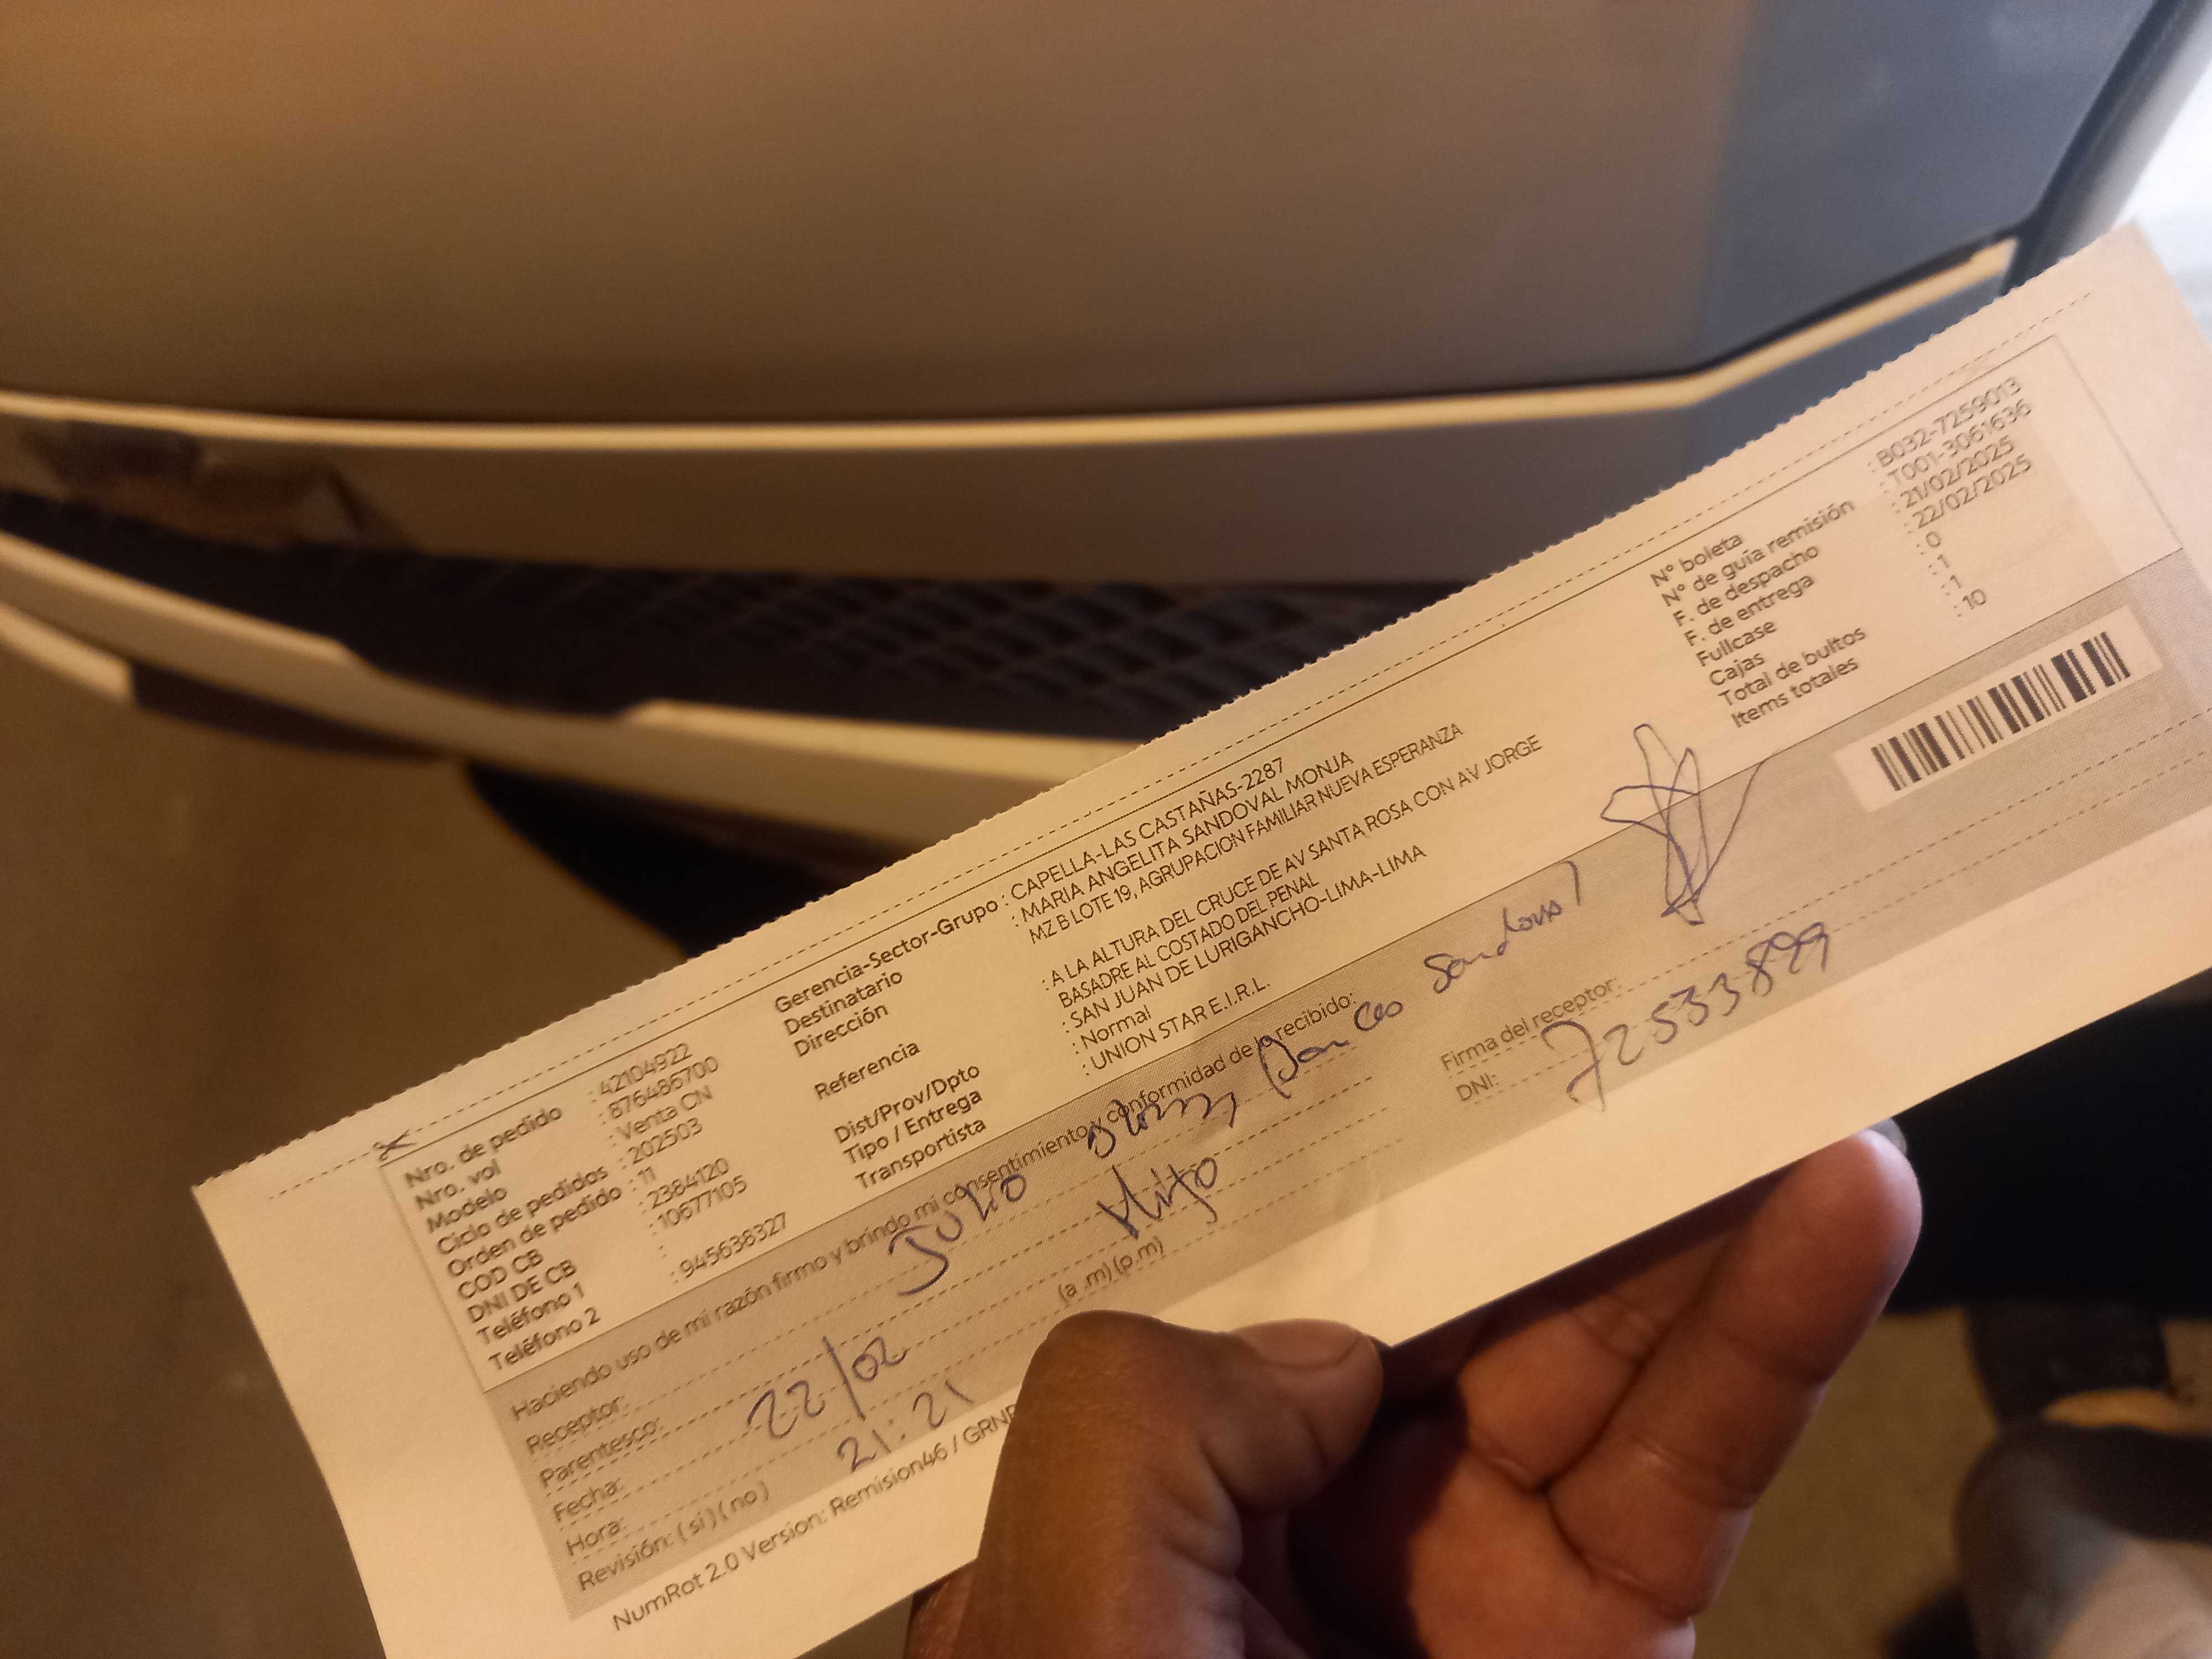 Nro. de pedido : 42104922
Nro. vol : 876486700
Modelo : Venta CN
Ciclo de pedidos : 202503
Orden de pedido : 11
COD CB : 2384120
DNI DE CB : 10677105
Teléfono 1 :
Teléfono 2 : 945638327
Gerencia-Sector-Grupo : CAPELLA-LAS CASTAÑAS-2287
Destinatario : MARIA ANGELITA SANDOVAL MONJA
Dirección MZ B LOTE 19, AGRUPACION FAMILIAR NUEVA ESPERANZA
Referencia : A LA ALTURA DEL CRUCE DE AV SANTA ROSA CON AV JORGE
BASADRE AL COSTADO DEL PENAL
Dist/Prov/Dpto : SAN JUAN DE LURIGANCHO-LIMA-LIMA
Tipo / Entrega : Normal
Transportista : UNION STAR E.I.R.L.
N° boleta : B032-7259013
N° de guía remisión : T001-3061636
F. de despacho : 21/02/2025
F. de entrega : 22/02/2025
Fullcase : 0
Cajas : 1
Total de bultos : 1
Items totales : 10
Haciendo uso de mi razón firmo y brindo mi consentimiento y conformidad de lo recibido:
Receptor: Julio Sandoval
Parentesco: Hijo
Fecha: 22/02
Hora: 21:21 (a .m) (p.m)
Revisión: ( si ) ( no )
Firma del receptor:
DNI: 72533899
NumRot 2.0 Version: Remision46 / GRNR